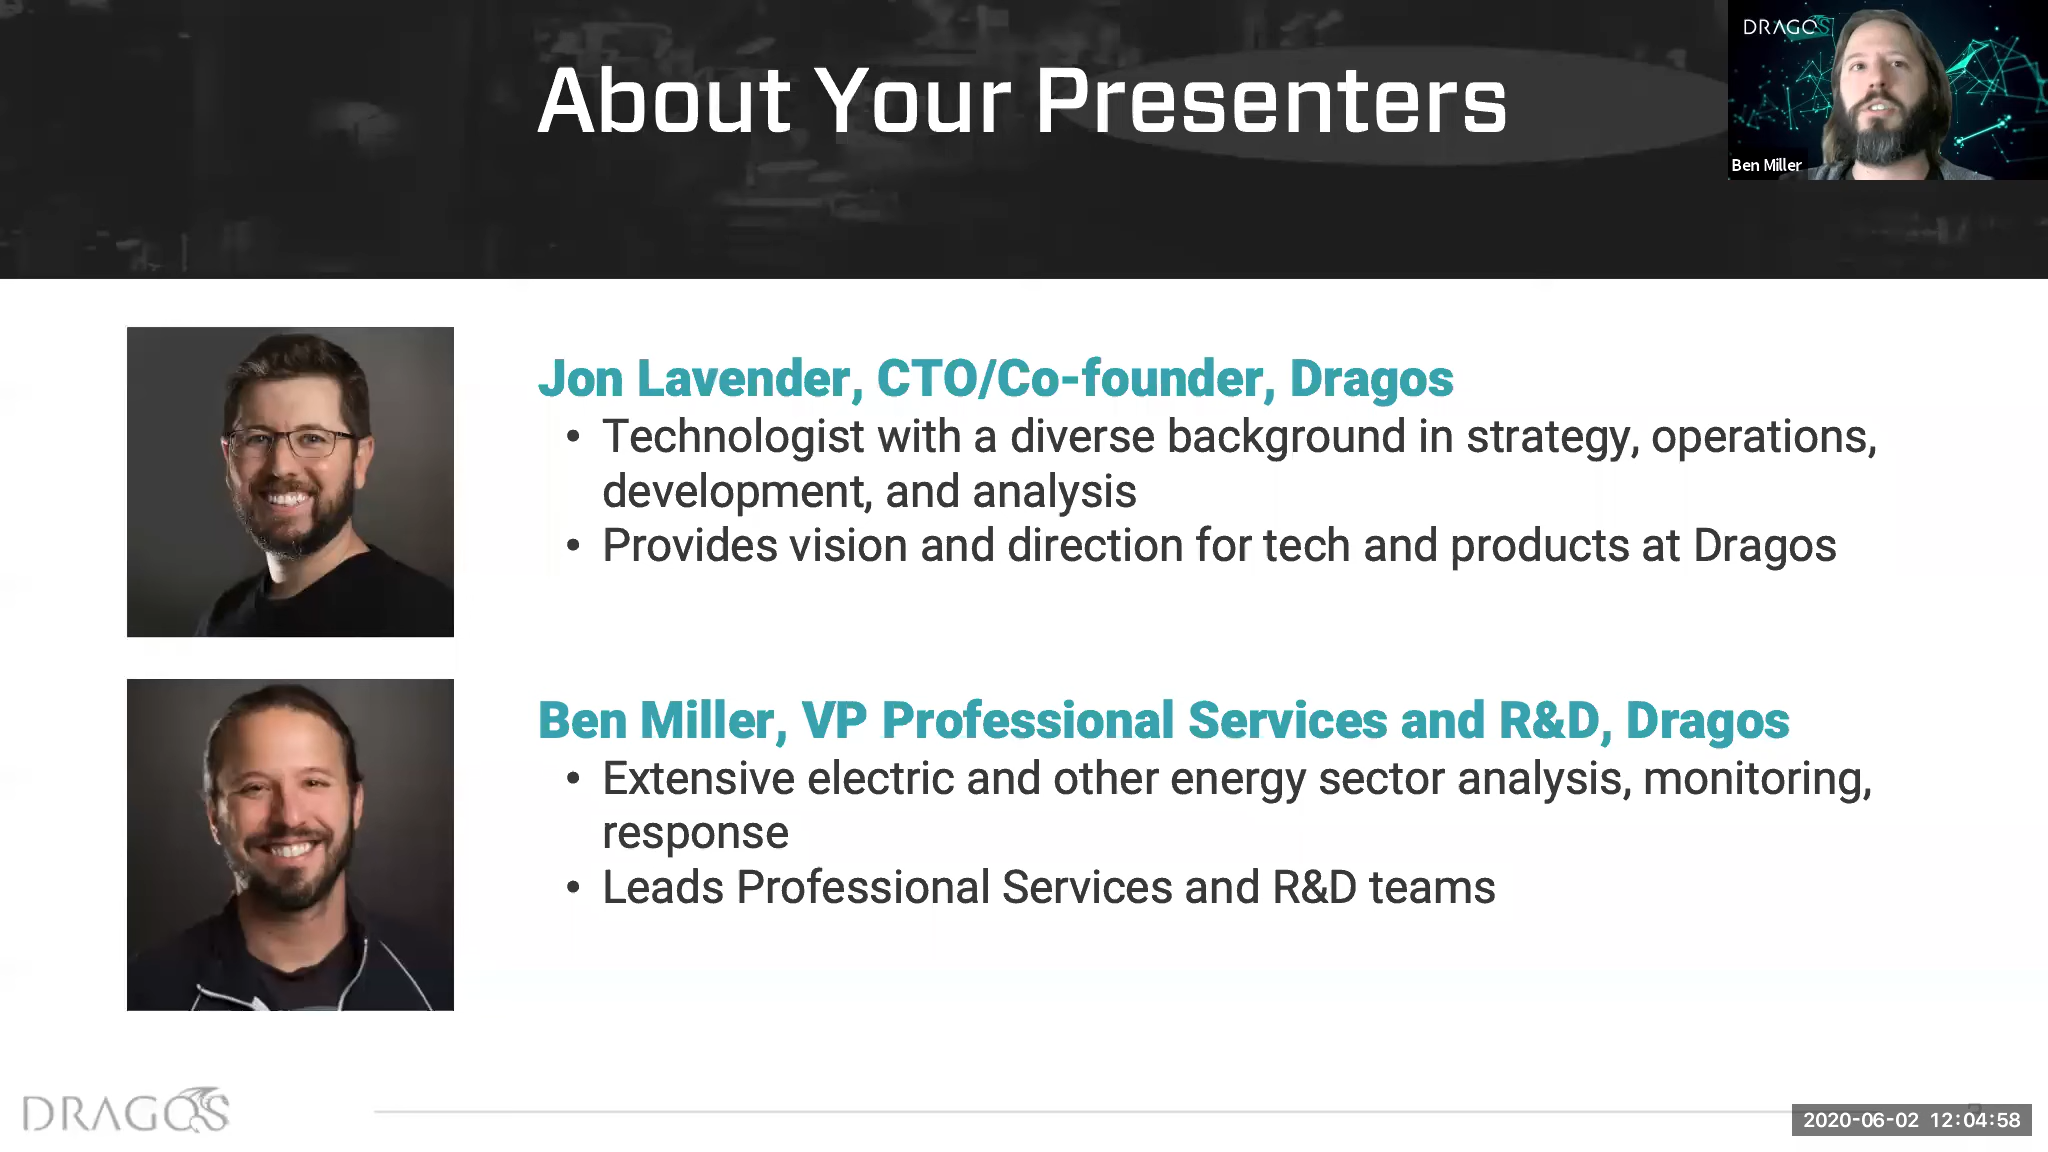 About Your Presenters
DRAGOS
Ben Miller
Jon Lavender, CTO/Co-founder, Dragos
• Technologist with a diverse background in strategy, operations,
development, and analysis
• Provides vision and direction for tech and products at Dragos
Ben Miller, VP Professional Services and R&D, Dragos
• Extensive electric and other energy sector analysis, monitoring,
response
• Leads Professional Services and R&D teams
DRAGOS
2020-06-02 12:04:58